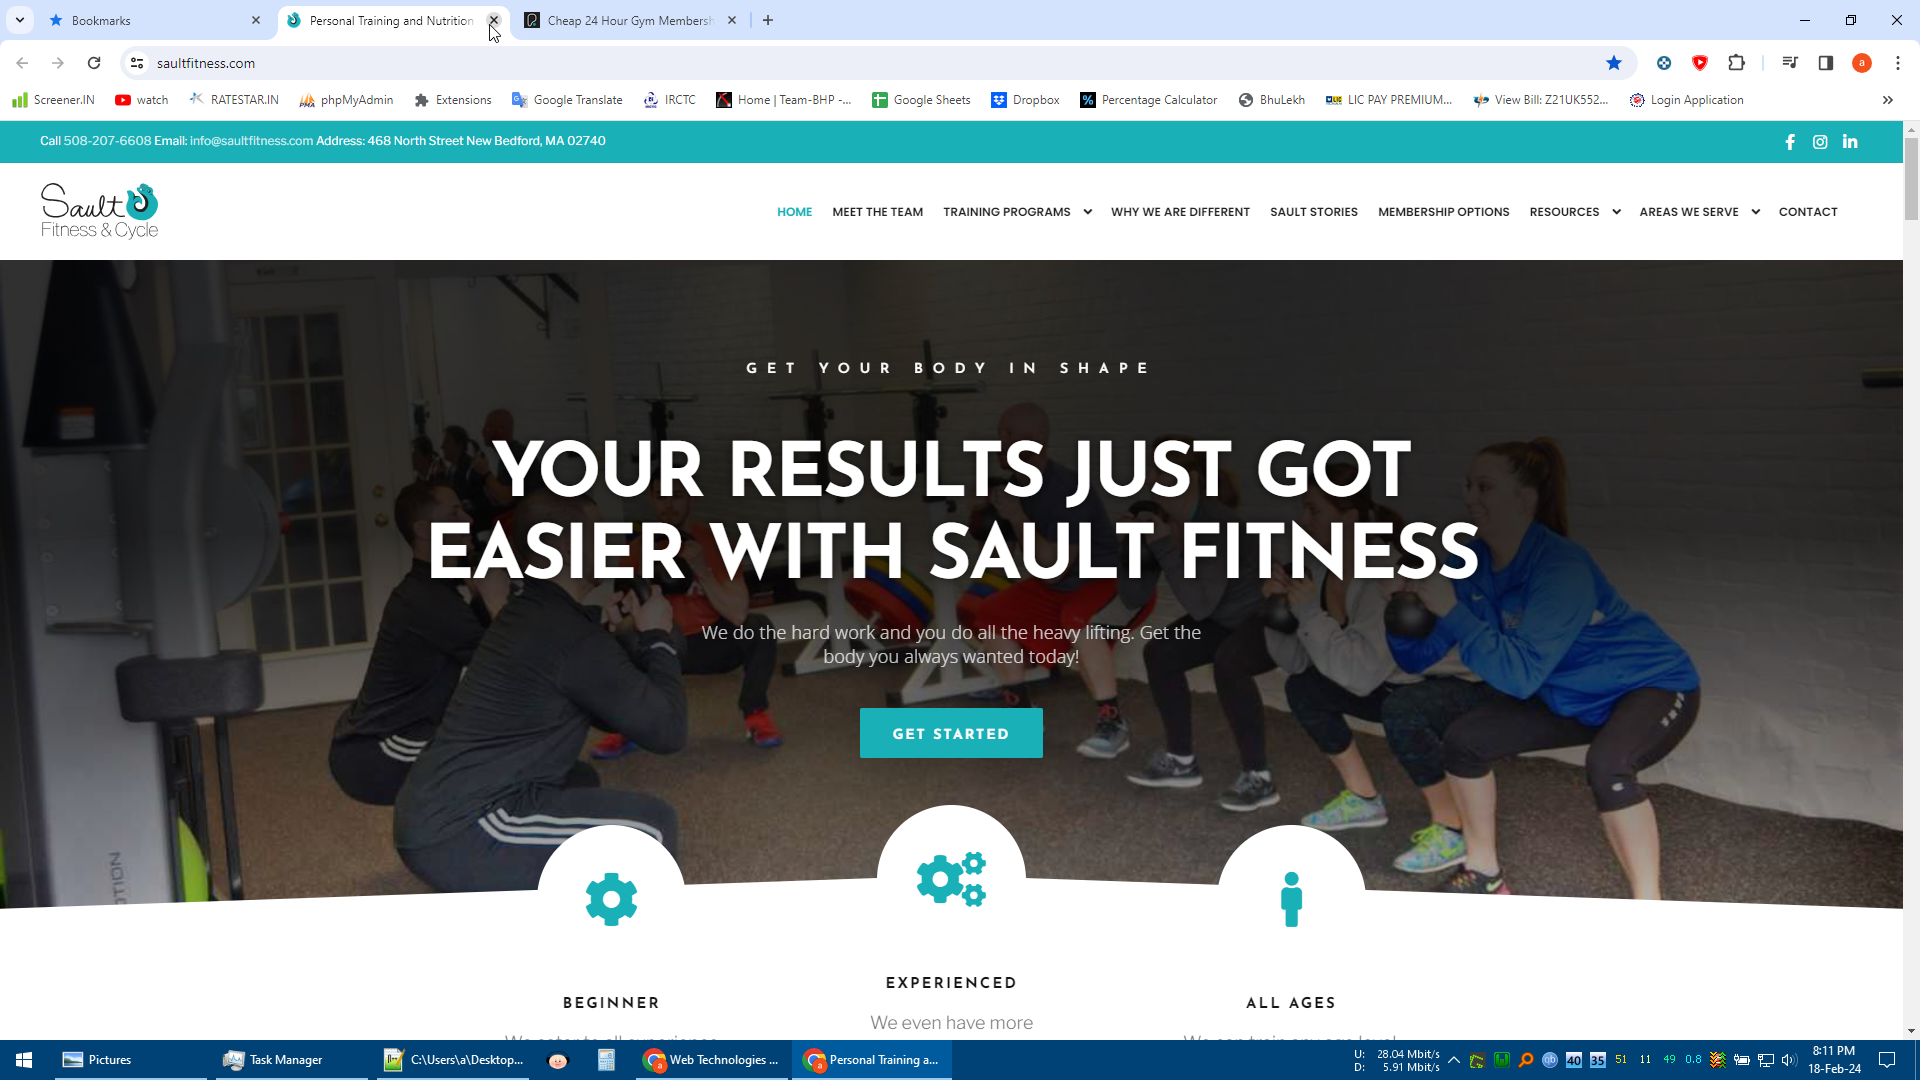 Bookmarks
Personal Training and Nutrition
Cheap 24 Hour Gym Membersh
saultfitness.com
a
Screener.IN
watch
RATESTAR.IN
phpMyAdmin
Extensions
Google Translate
IRCTC
Home | Team-BHP -...
Google Sheets
Dropbox
Percentage Calculator
BhuLekh
LIC PAY PREMIUM...
View Bill: Z21UK552...
Login Application
Call 508-207-6608 Email: info@saultfitness.com Address: 468 North Street New Bedford, MA 02740
Sault
Fitness & Cycle
HOME
MEET THE TEAM
TRAINING PROGRAMS
WHY WE ARE DIFFERENT
SAULT STORIES
MEMBERSHIP OPTIONS
RESOURCES
AREAS WE SERVE
CONTACT
GET YOUR BODY IN SHAPE
YOUR RESULTS JUST GOT
EASIER WITH SAULT FITNESS
We do the hard work and you do all the heavy lifting. Get the
body you always wanted today!
GET STARTED
EXPERIENCED
BEGINNER
ALL AGES
We even have more
Pictures
Task Manager
C:\Users\a\Desktop...
Web Technologies ...
Personal Training a...
U: 28.04 Mbit/s
D: 5.91 Mbit/s
40
35
51
11
49
0.8
8:11 PM
18-Feb-24